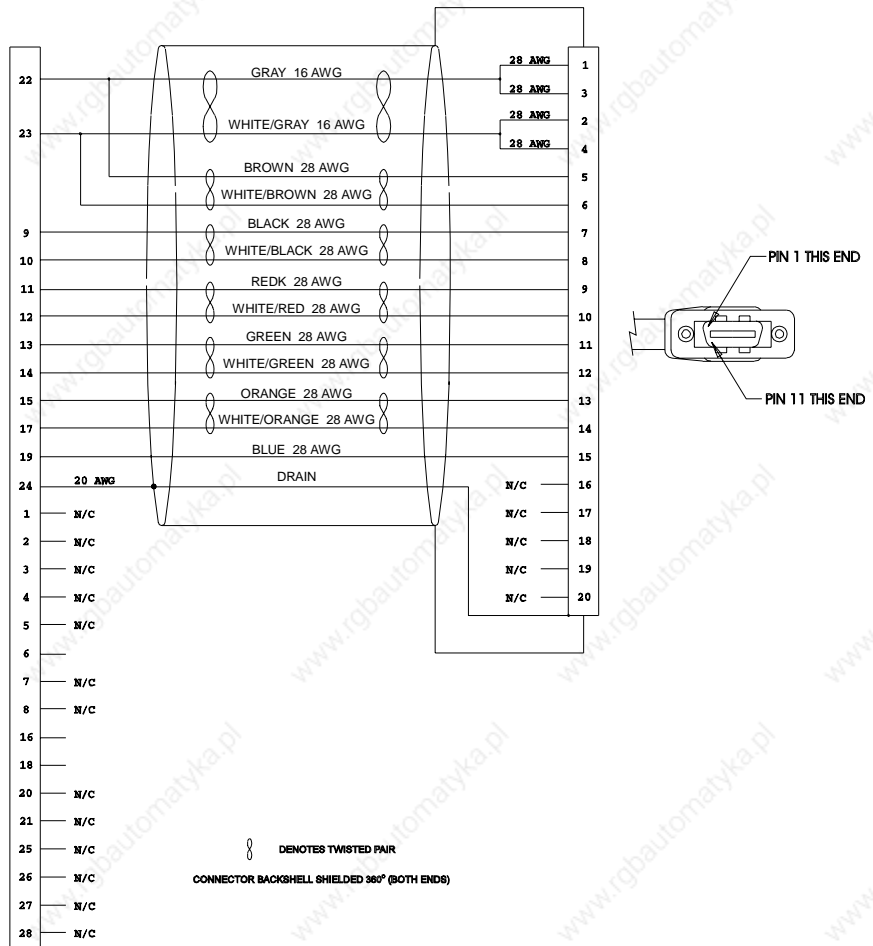 28 AWG 1
22 GRAY 16 AWG
28 AWG 3
28 AWG 2
23 WHITE/GRAY 16 AWG
28 AWG 4
BROWN 28 AWG 5
WHITE/BROWN 28 AWG 6
9 BLACK 28 AWG 7
10 WHITE/BLACK 28 AWG 8
11 REDK 28 AWG 9
12 WHITE/RED 28 AWG 10
13 GREEN 28 AWG 11
14 WHITE/GREEN 28 AWG 12
15 ORANGE 28 AWG 13
17 WHITE/ORANGE 28 AWG 14
19 BLUE 28 AWG 15
24 20 AWG DRAIN N/C 16
1 N/C N/C 17
2 N/C N/C 18
3 N/C N/C 19
4 N/C N/C 20
5 N/C
6
7 N/C
8 N/C
16
18
20 N/C
21 N/C
25 N/C
26 N/C
27 N/C
28 N/C
PIN 1 THIS END
PIN 11 THIS END
DENOTES TWISTED PAIR
CONNECTOR BACKSHELL SHIELDED 360° (BOTH ENDS)
www.rgbautomatyka.pl